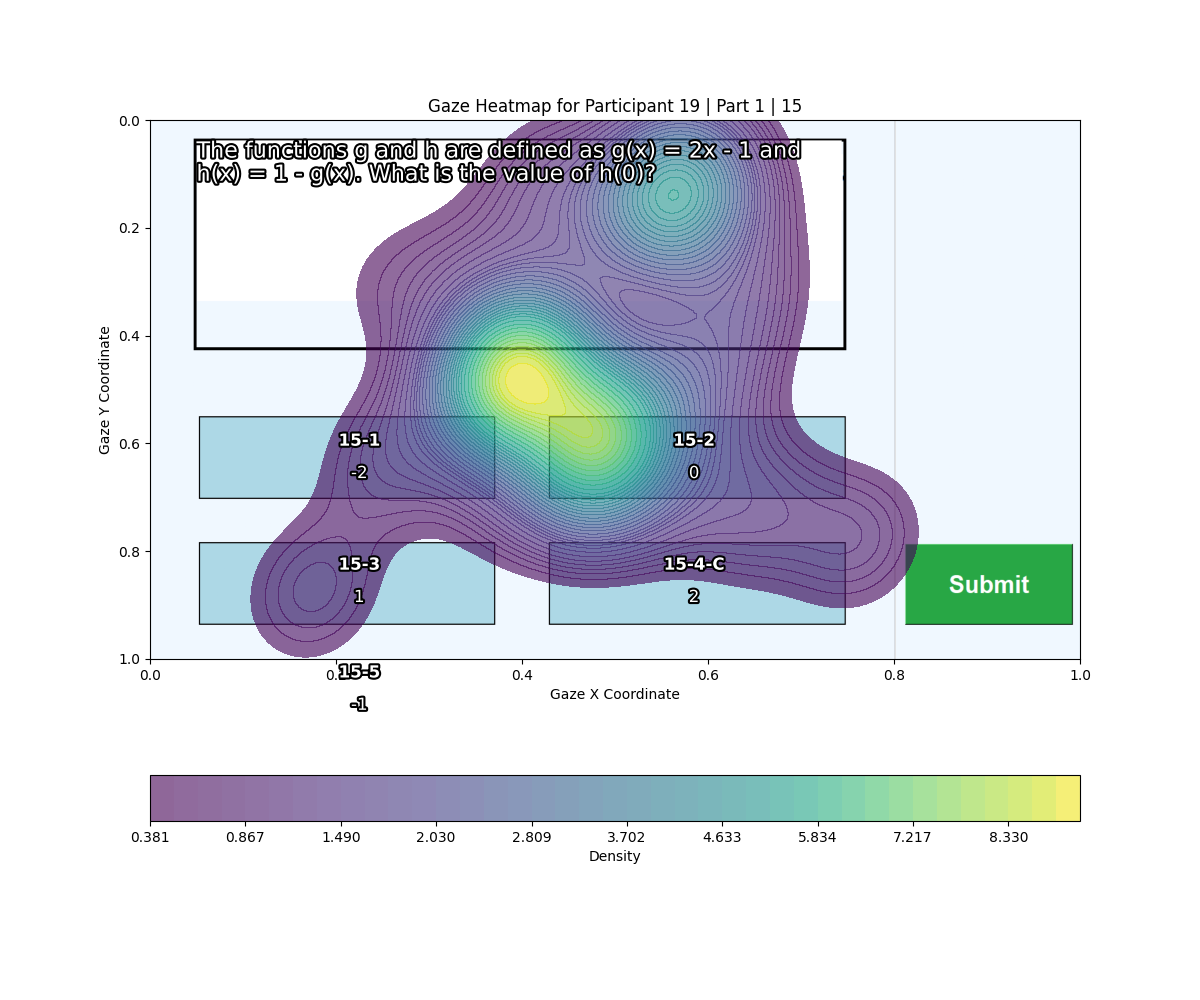 Gaze Heatmap for Participant 19 | Part 1 | 15
The functions g and h are defined as g(x) = 2x - 1 and
h(x) = 1 - g(x). What is the value of h(0)?
15-1
-2
15-2
0
15-3
1
15-4-C
2
Submit
15-5
-1
Gaze Y Coordinate
0.0
0.2
0.4
0.6
0.8
1.0
0.0 0.2 0.4 0.6 0.8 1.0
Gaze X Coordinate
0.381 0.867 1.490 2.030 2.809 3.702 4.633 5.834 7.217 8.330
Density